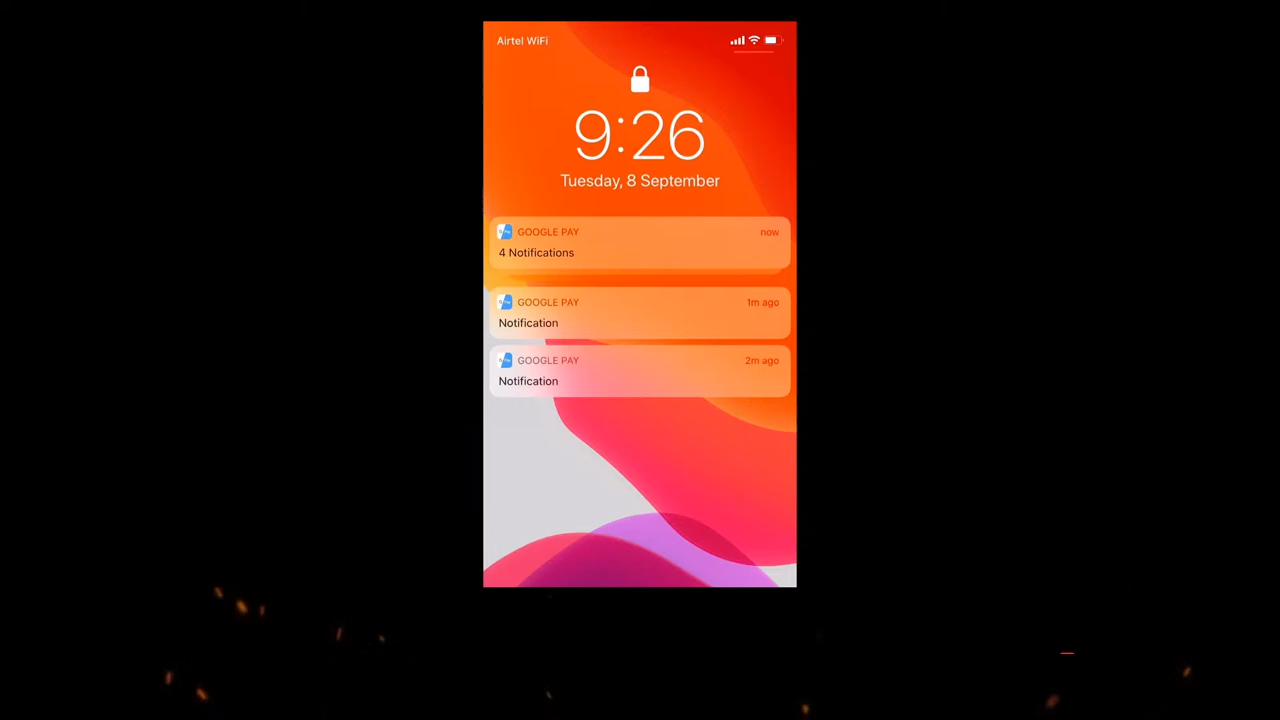 Airtel WiFi
9:26
Tuesday, 8 September
GOOGLE PAY now
4 Notifications
GOOGLE PAY 1m ago
Notification
GOOGLE PAY 2m ago
Notification